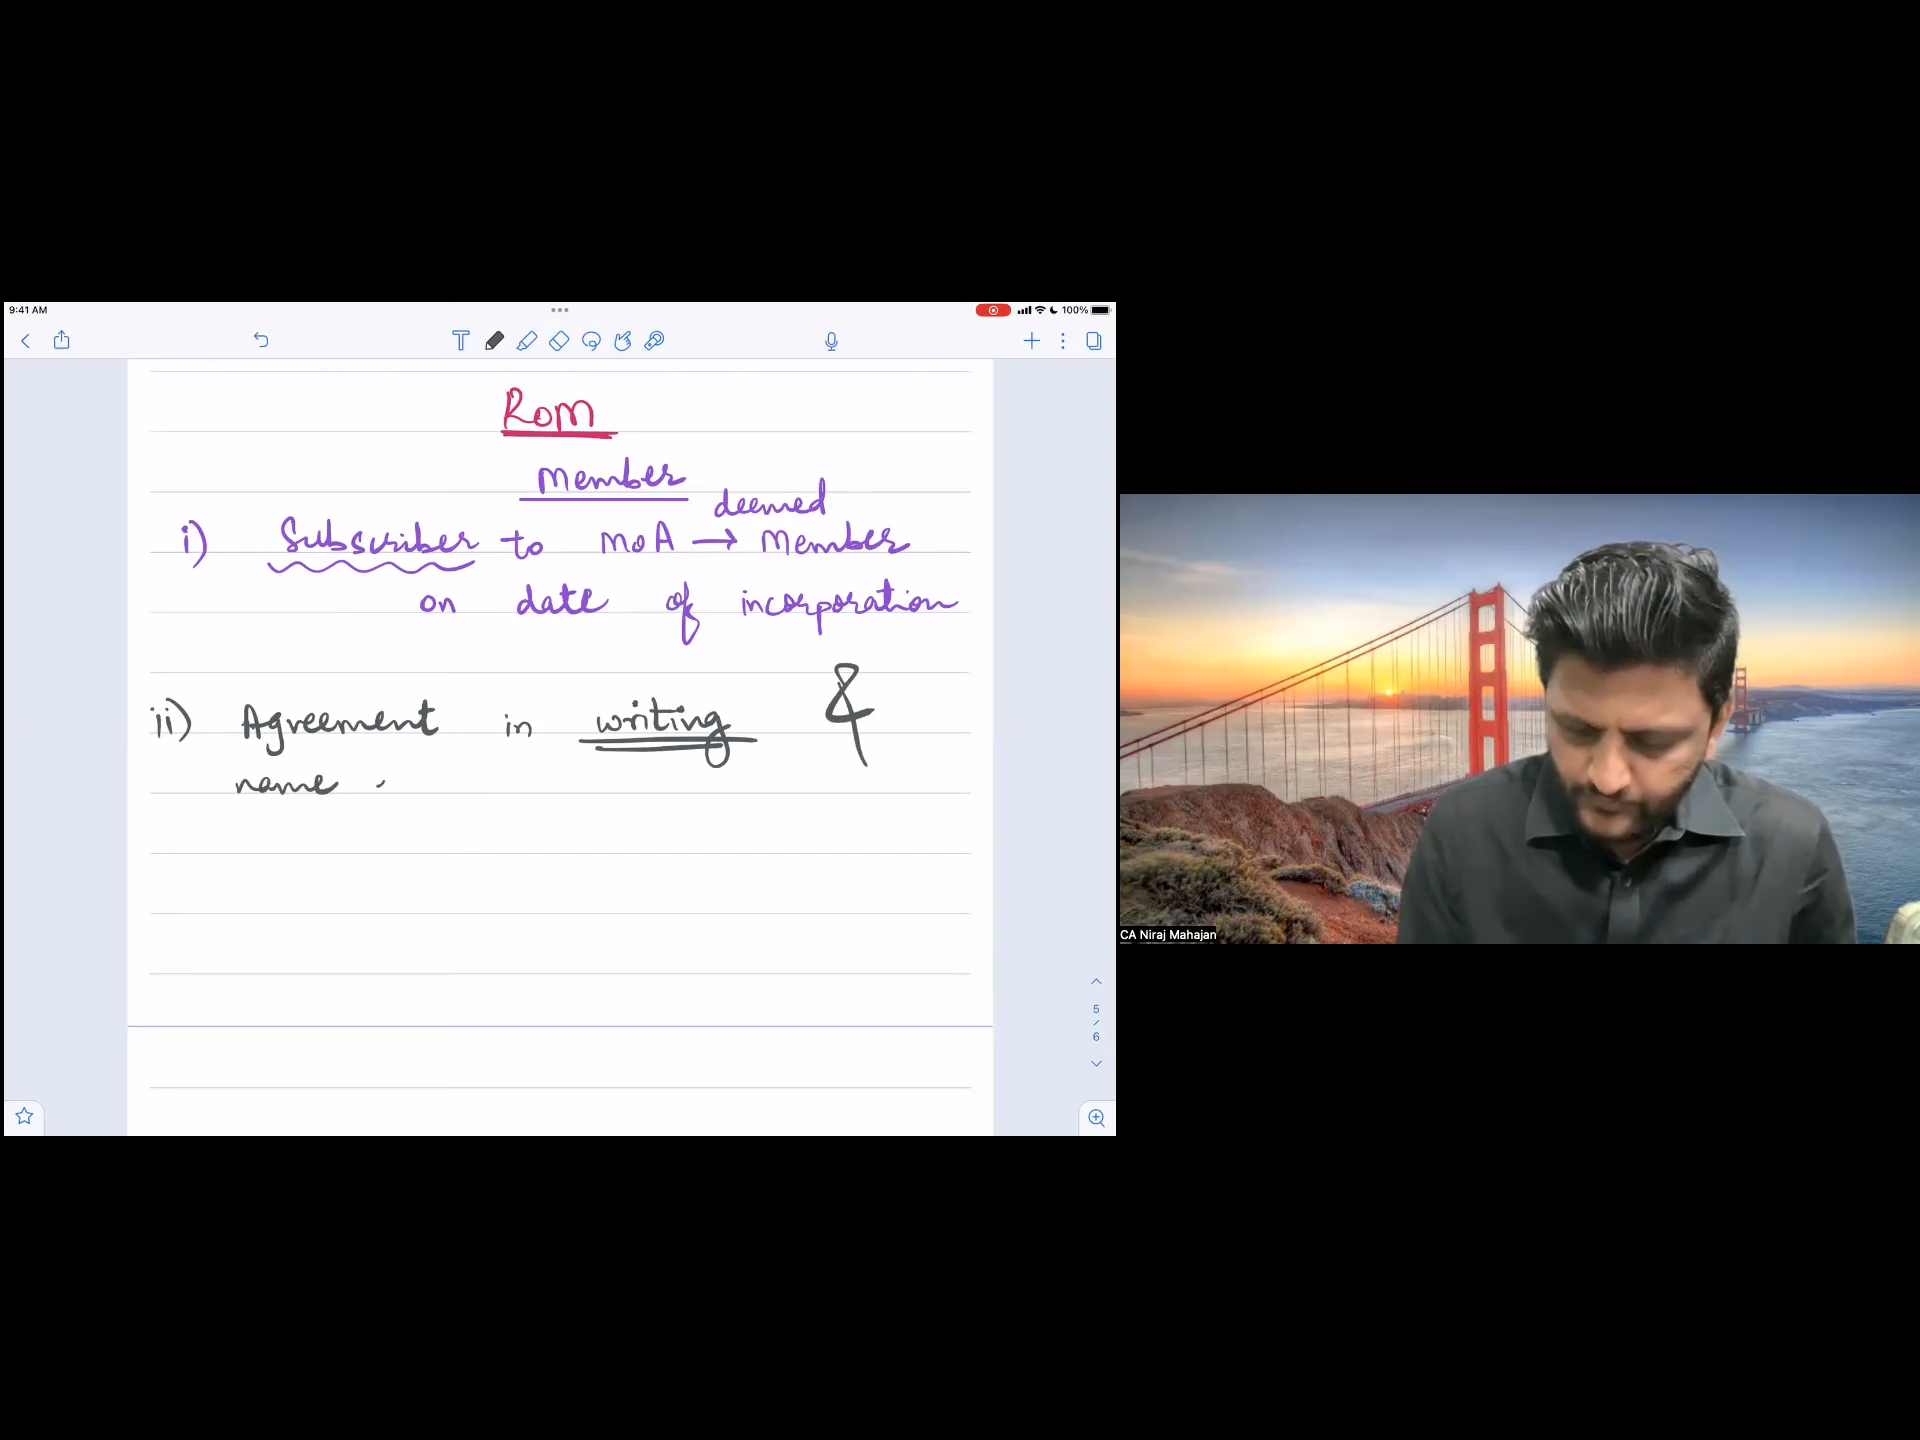 9:41 AM
100%
RoM
Member
deemed
i) Subscriber to MoA → Member
on date of incorporation
ii) Agreement in writing &
name
5
/
6
CA Niraj Mahajan